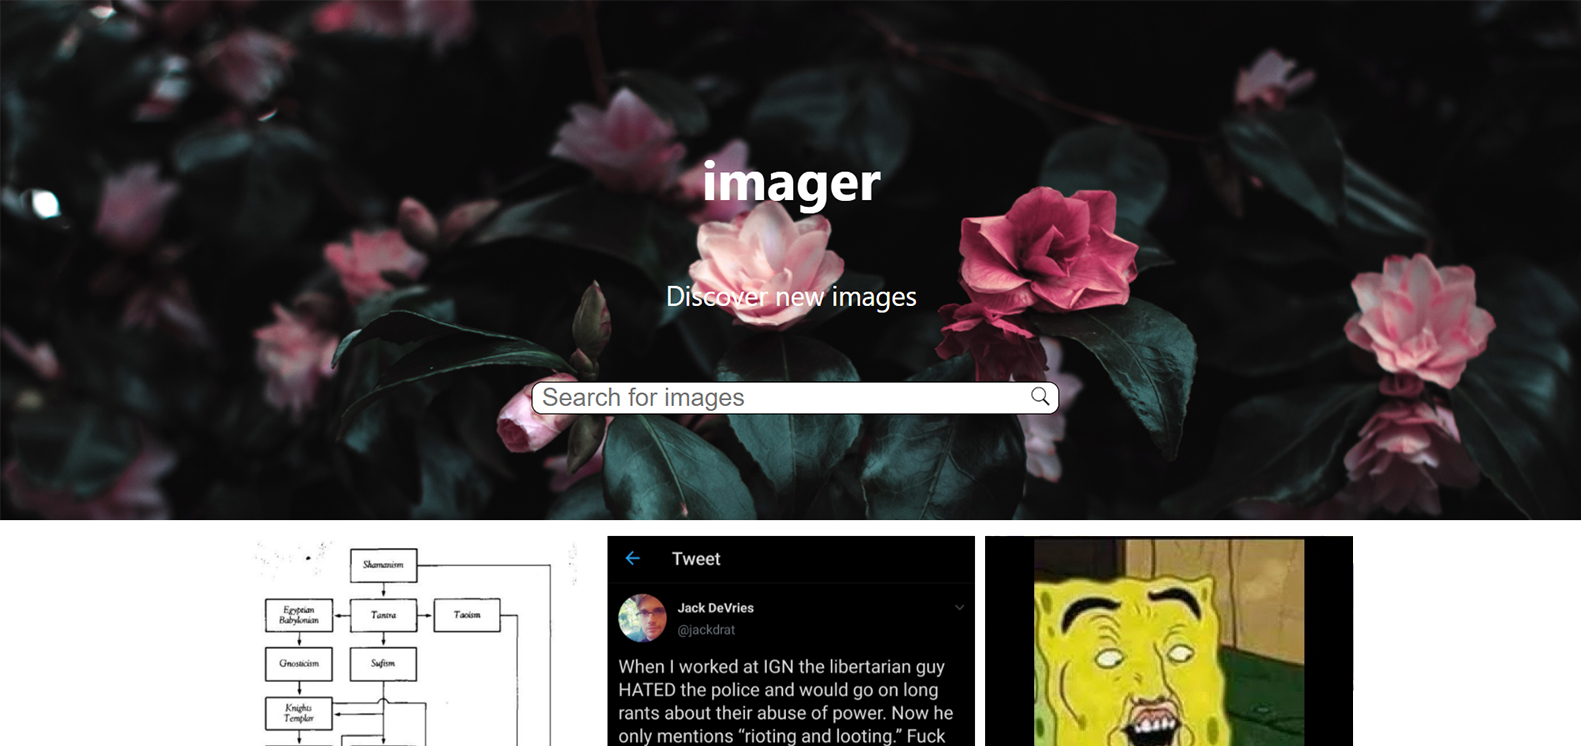 imager
Discover new images
Search for images
Shamanism
Egyptian
Babylonian
Tantra
Taoism
Gnosticism
Sufism
Knights
Templar
Tweet
Jack DeVries
@jackdrat
When I worked at IGN the libertarian guy
HATED the police and would go on long
rants about their abuse of power. Now he
only mentions “rioting and looting.” Fuck